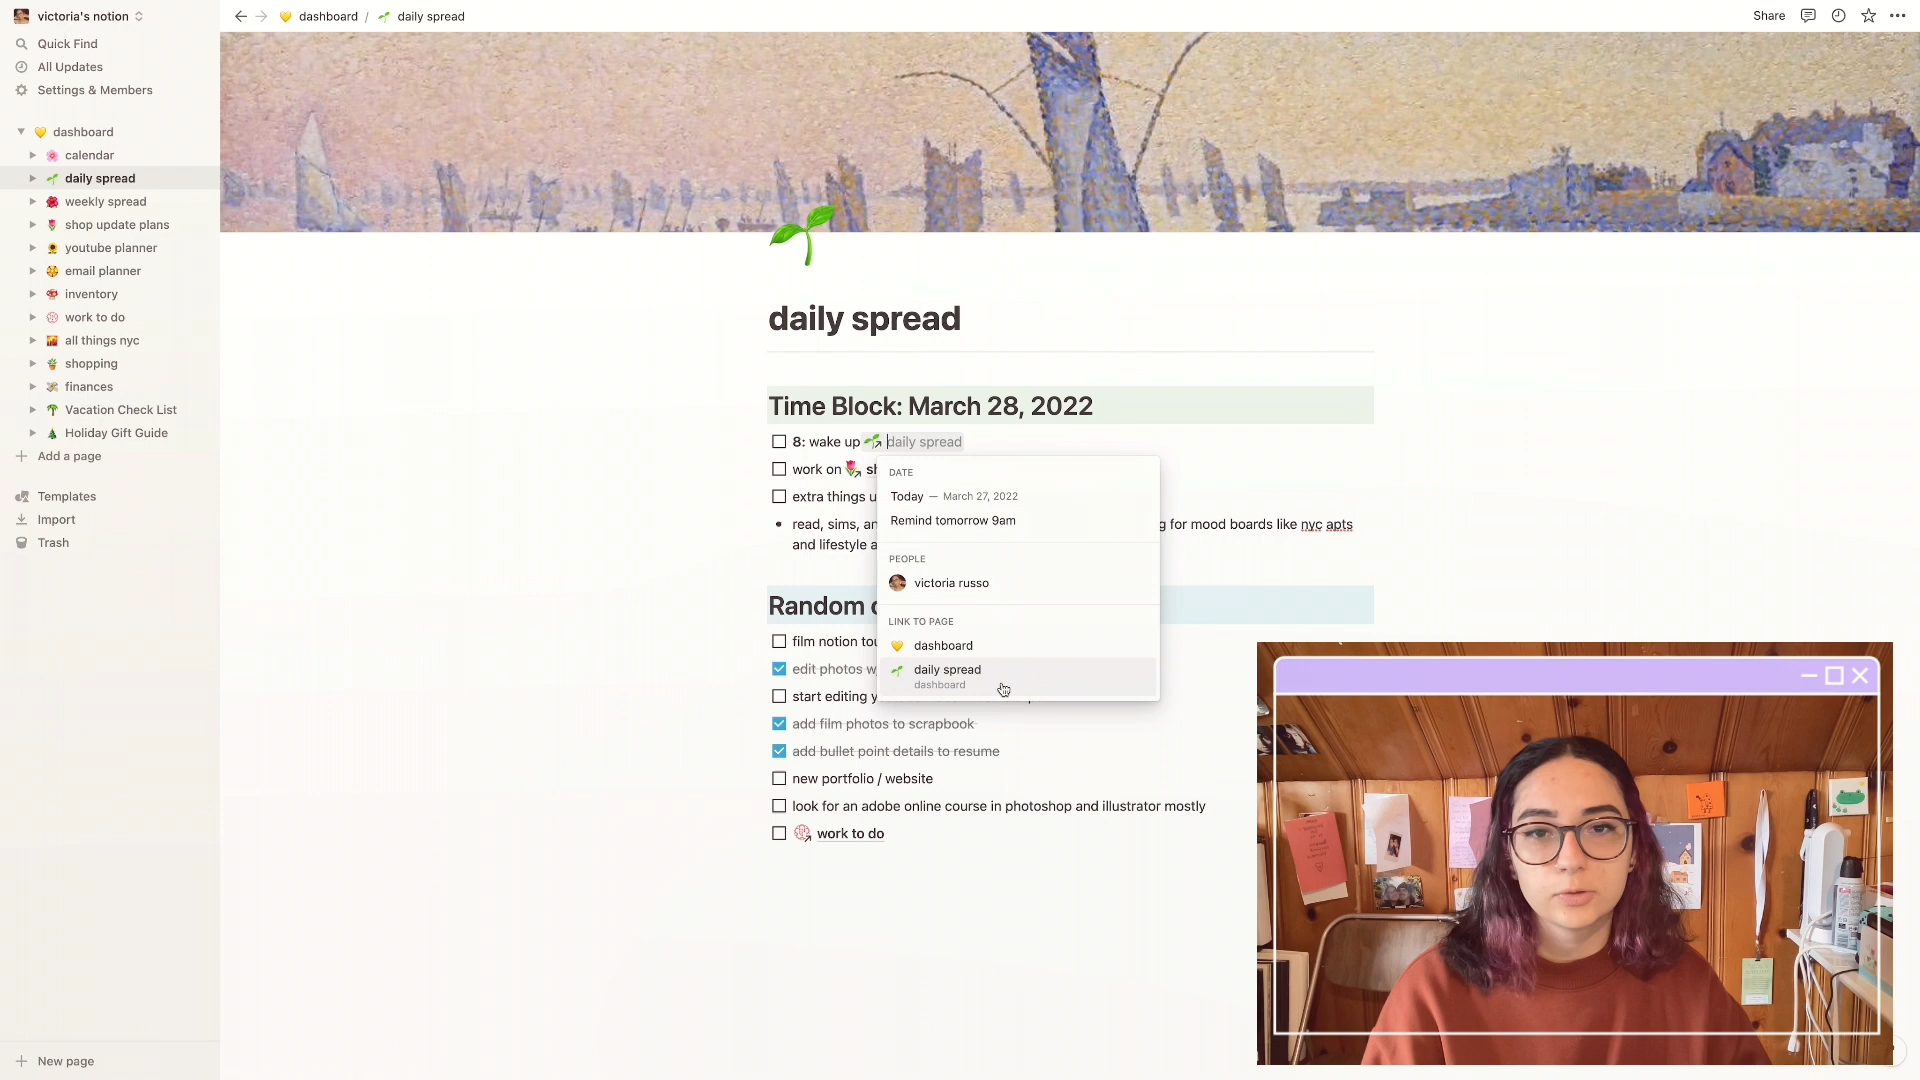 victoria's notion
Quick Find
All Updates
Settings & Members
dashboard
calendar
daily spread
weekly spread
shop update plans
youtube planner
email planner
inventory
work to do
all things nyc
shopping
finances
Vacation Check List
Holiday Gift Guide
Add a page
Templates
Import
Trash
New page
dashboard / daily spread
Share
daily spread
Time Block: March 28, 2022
8: wake up daily spread
work on sh
extra things u
read, sims, an g for mood boards like nyc apts
and lifestyle a
DATE
Today — March 27, 2022
Remind tomorrow 9am
PEOPLE
victoria russo
LINK TO PAGE
dashboard
daily spread
dashboard
Random
film notion tou
edit photos w
start editing y
add film photos to scrapbook
add bullet point details to resume
new portfolio / website
look for an adobe online course in photoshop and illustrator mostly
work to do